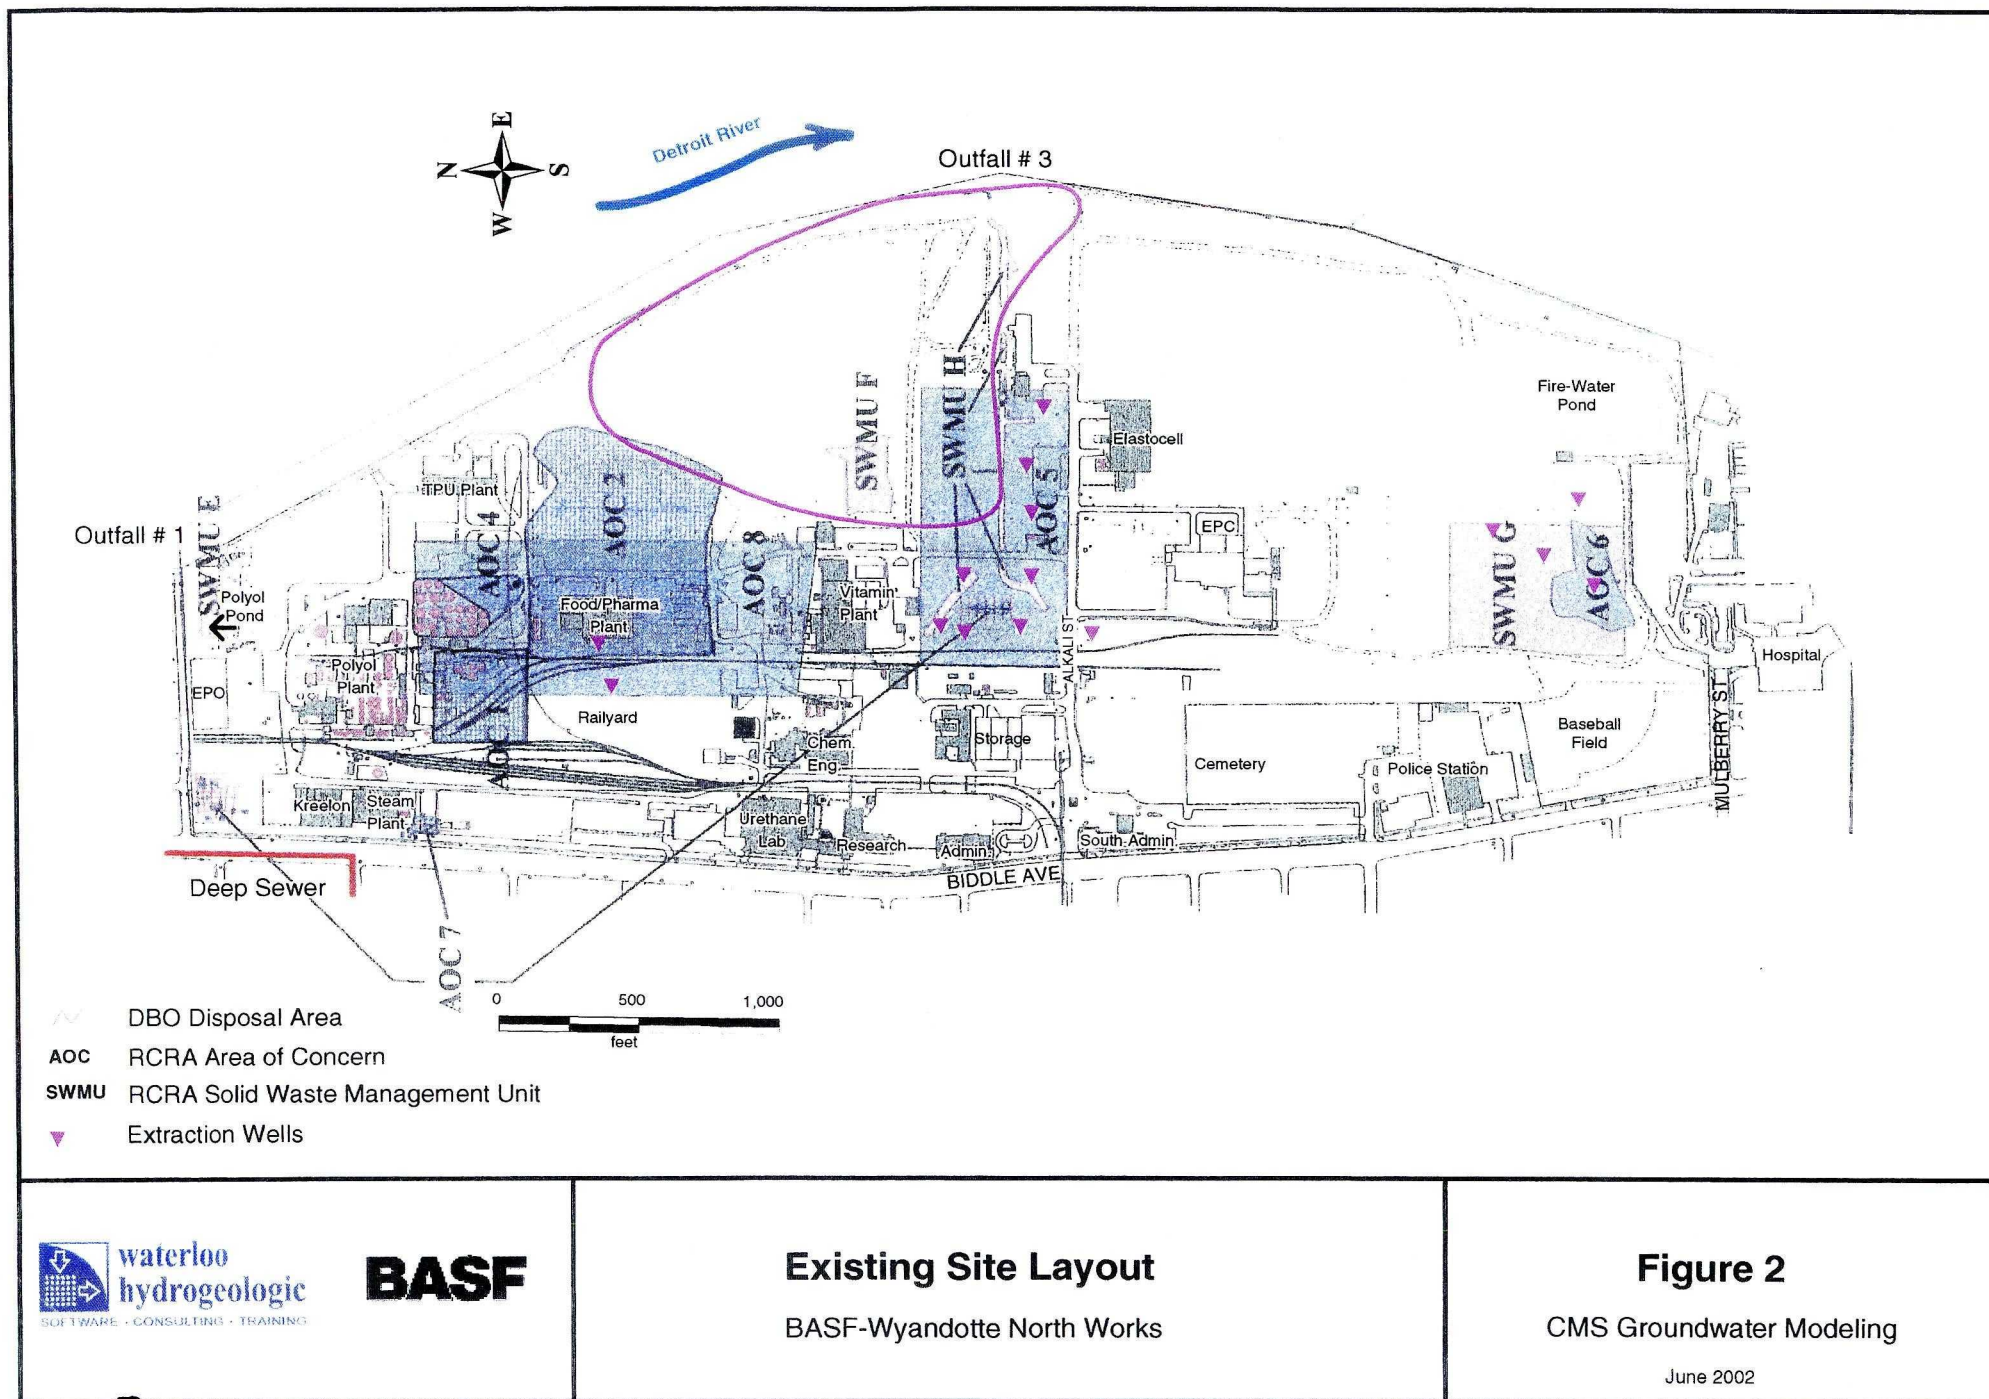 E
N
S
W
Detroit River
Outfall # 3
Fire-Water
Pond
SWMU F
SWMU H
Elastocell
TPU Plant
AOC 2
AOC 4
AOC 5
AOC 8
EPC
SWMU E
Outfall # 1
Polyol
Pond
Food/Pharma
Plant
Vitamin
Plant
SWMU G
AOC 6
ALKALI ST
Hospital
Polyol
Plant
EPO
AOC 1
Railyard
Chem.
Eng.
Storage
Cemetery
Police Station
Baseball
Field
MULBERRY ST
Kreelon
Steam
Plant
Urethane
Lab
Research
Admin.
South Admin.
BIDDLE AVE
Deep Sewer
AOC 7
0 500 1,000
feet
DBO Disposal Area
AOC RCRA Area of Concern
SWMU RCRA Solid Waste Management Unit
Extraction Wells
waterloo
hydrogeologic
SOFTWARE · CONSULTING · TRAINING
BASF
Existing Site Layout
BASF-Wyandotte North Works
Figure 2
CMS Groundwater Modeling
June 2002